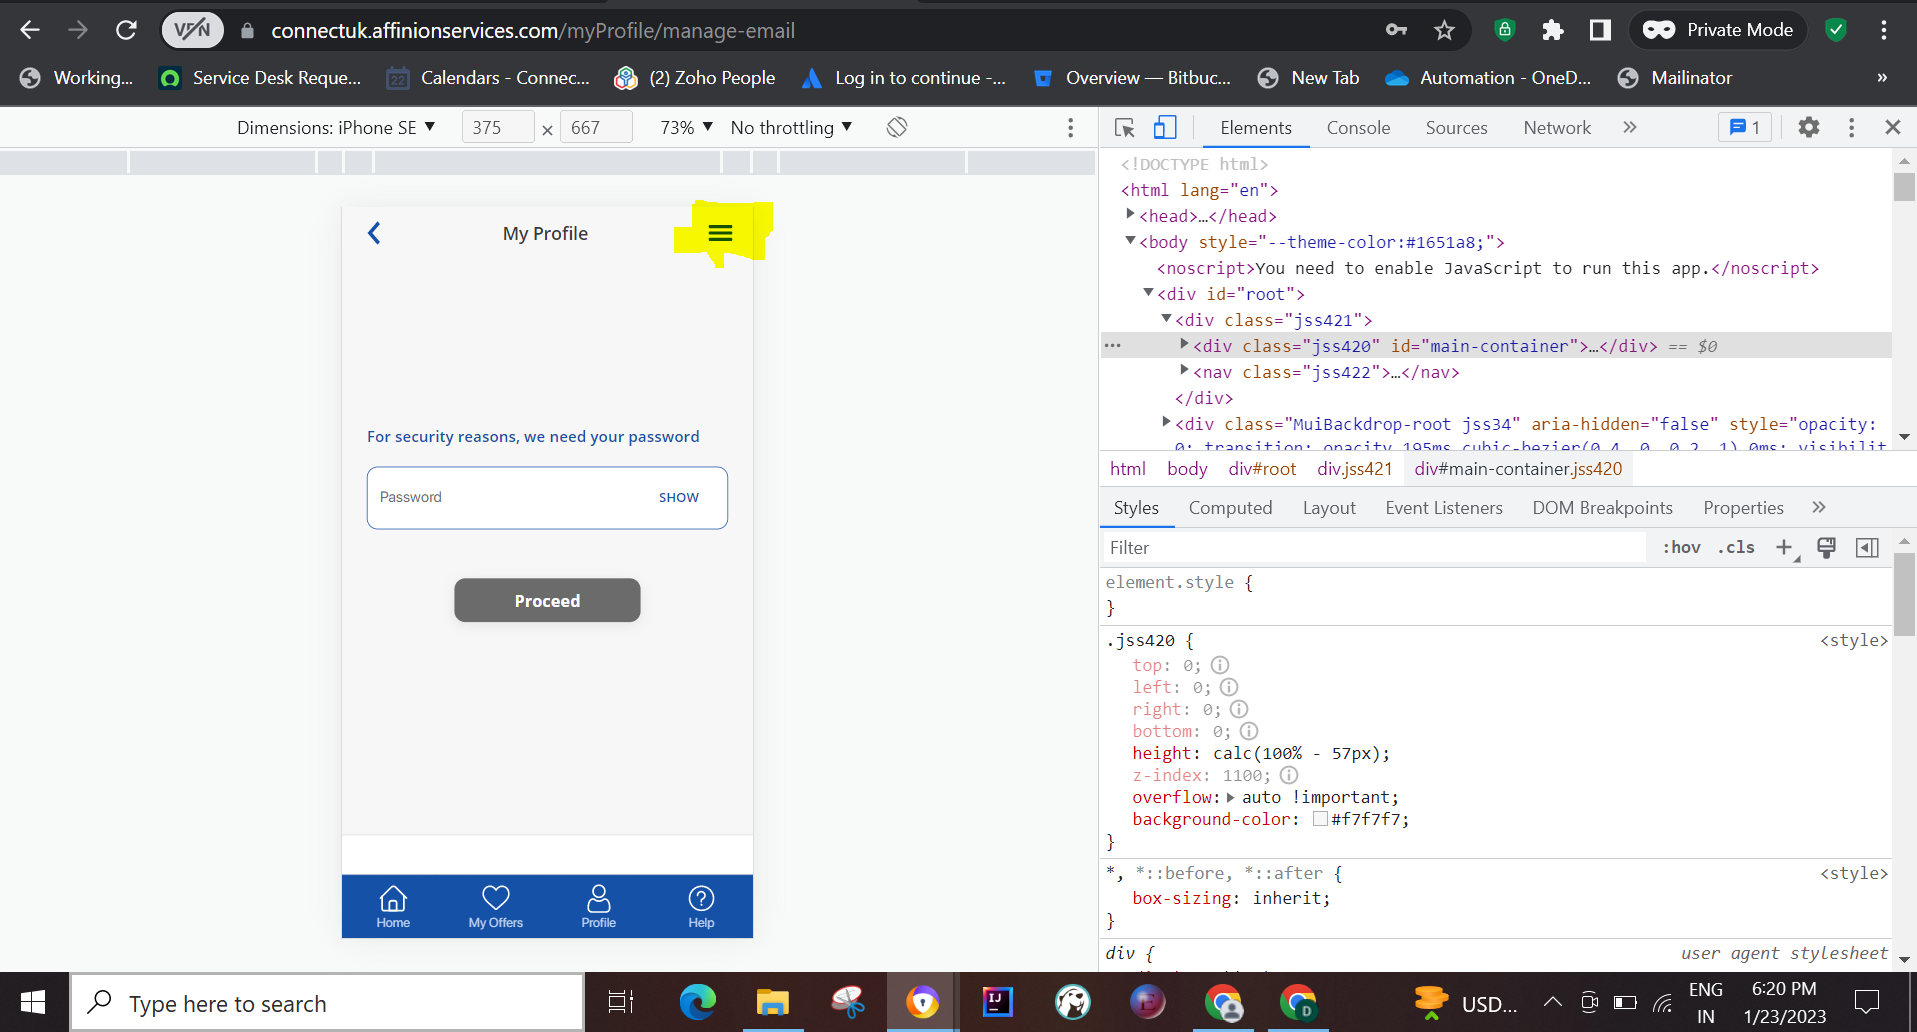 VPN connectuk.affinionservices.com/myProfile/manage-email Private Mode
Working... Service Desk Reque... 22 Calendars - Connec... (2) Zoho People Log in to continue -... Overview — Bitbuc... New Tab Automation - OneD... Mailinator »
Dimensions: iPhone SE ▼ 375 × 667 73% ▼ No throttling ▼
Elements Console Sources Network » 1
<!DOCTYPE html>
<html lang="en">
<head>…</head>
<body style="--theme-color:#1651a8;">
<noscript>You need to enable JavaScript to run this app.</noscript>
<div id="root">
<div class="jss421">
<div class="jss420" id="main-container">…</div> == $0
<nav class="jss422">…</nav>
</div>
<div class="MuiBackdrop-root jss34" aria-hidden="false" style="opacity:
0; transition: opacity 195ms cubic-bezier(0.4, 0, 0.2, 1) 0ms; visibilit
html body div#root div.jss421 div#main-container.jss420
Styles Computed Layout Event Listeners DOM Breakpoints Properties »
Filter :hov .cls +
element.style {
}
.jss420 { <style>
top: 0;
left: 0;
right: 0;
bottom: 0;
height: calc(100% - 57px);
z-index: 1100;
overflow: auto !important;
background-color: #f7f7f7;
}
*, *::before, *::after { <style>
box-sizing: inherit;
}
div { user agent stylesheet
My Profile
For security reasons, we need your password
Password SHOW
Proceed
Home My Offers Profile Help
Type here to search
IJ
D
USD...
ENG
IN
6:20 PM
1/23/2023